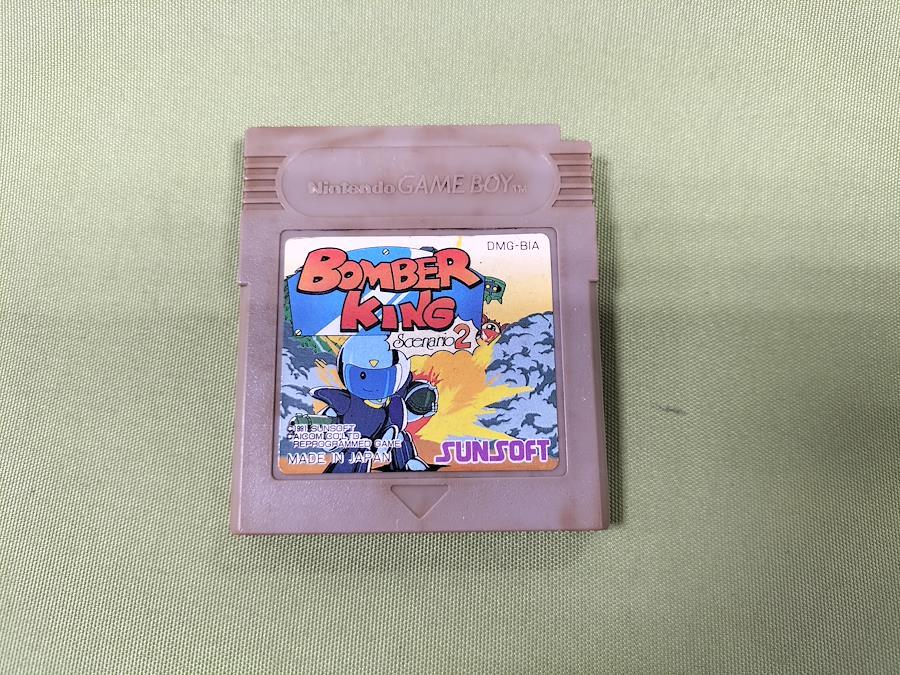 Nintendo GAME BOY™
DMG-BIA
BOMBER
KING
Scenario 2
©1991 SUNSOFT
AICOM CO.,LTD.
REPROGRAMMED GAME
MADE IN JAPAN
SUNSOFT